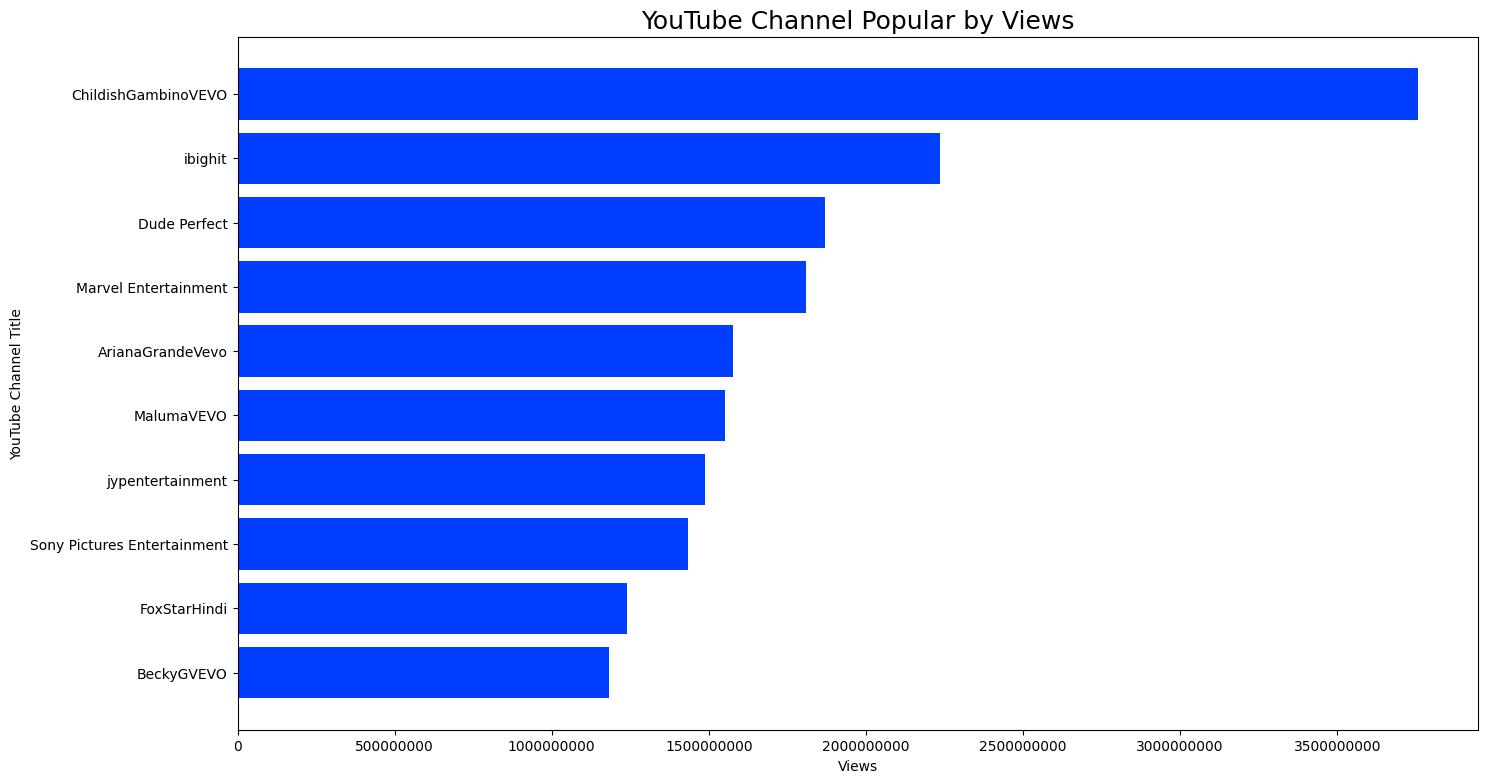 YouTube Channel Popular by Views
YouTube Channel Title
ChildishGambinoVEVO
ibighit
Dude Perfect
Marvel Entertainment
ArianaGrandeVevo
MalumaVEVO
jypentertainment
Sony Pictures Entertainment
FoxStarHindi
BeckyGVEVO
0 500000000 1000000000 1500000000 2000000000 2500000000 3000000000 3500000000
Views